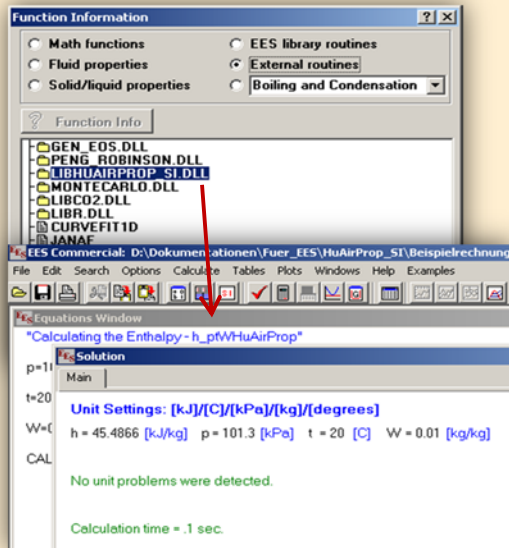 Function Information
Math functions
EES library routines
Fluid properties
External routines
Solid/liquid properties
Boiling and Condensation
? Function Info
GEN_EOS.DLL
PENG_ROBINSON.DLL
LIBHUAIRPROP_SI.DLL
MONTECARLO.DLL
LIBCO2.DLL
LIBR.DLL
CURVEFIT1D
JANAF
EES Commercial: D:\Dokumentationen\Fuer_EES\HuAirProp_SI\Beispielrechnung
File Edit Search Options Calculate Tables Plots Windows Help Examples
Equations Window
"Calculating the Enthalpy - h_ptWHuAirProp"
Solution
Main
t=20
CAL
Unit Settings: [kJ]/[C]/[kPa]/[kg]/[degrees]
h = 45.4866 [kJ/kg] p = 101.3 [kPa] t = 20 [C] W = 0.01 [kg/kg]
No unit problems were detected.
Calculation time = .1 sec.